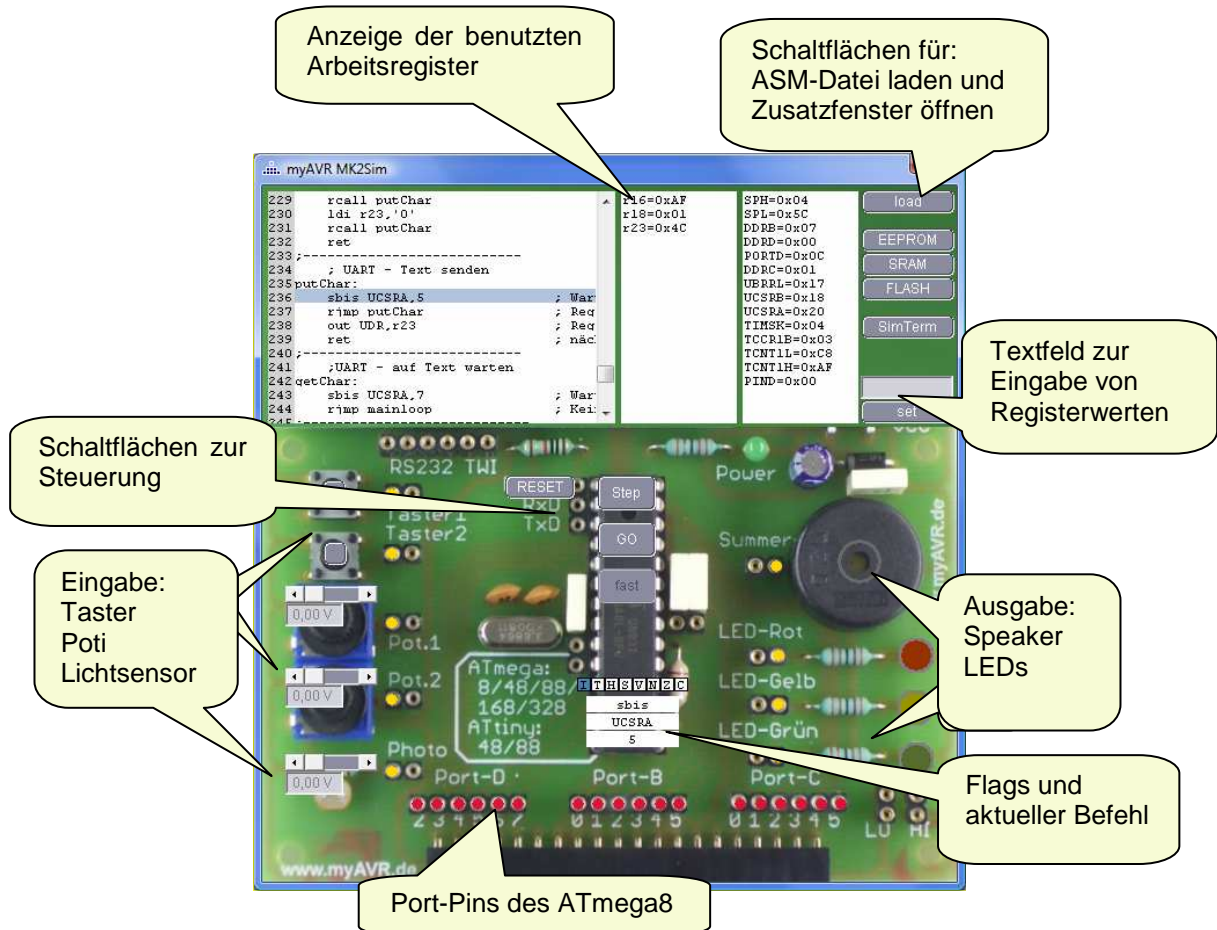 Anzeige der benutzten
Arbeitsregister
Schaltflächen für:
ASM-Datei laden und
Zusatzfenster öffnen
myAVR MK2Sim
229 rcall putChar
230 ldi r23,'0'
231 rcall putChar
232 ret
233 ;----------------------------
234 ; UART - Text senden
235 putChar:
236 sbis UCSRA,5 ; War
237 rjmp putChar ; Reg
238 out UDR,r23 ; Reg
239 ret ; näc
240 ;----------------------------
241 ;UART - auf Text warten
242 getChar:
243 sbis UCSRA,7 ; War
244 rjmp mainloop ; Kei
r16=0xAF
r18=0x01
r23=0x4C
SPH=0x04
SPL=0x5C
DDRB=0x07
DDRD=0x00
PORTD=0x0C
DDRC=0x01
UBRRL=0x17
UCSRB=0x18
UCSRA=0x20
TIMSK=0x04
TCCR1B=0x03
TCNT1L=0xC8
TCNT1H=0xAF
PIND=0x00
load
EEPROM
SRAM
FLASH
SimTerm
set
Textfeld zur
Eingabe von
Registerwerten
Schaltflächen zur
Steuerung
RS232 TWI
Power
RESET
RxD
TxD
Step
GO
fast
Taster1
Taster2
Summer
myAVR.de
Eingabe:
Taster
Poti
Lichtsensor
0,00 V
Pot.1
0,00 V
Pot.2
0,00 V
Photo
ATmega:
8/48/88/
168/328
ATtiny:
48/88
I T H S V N Z C
sbis
UCSRA
5
LED-Rot
LED-Gelb
LED-Grün
Ausgabe:
Speaker
LEDs
Flags und
aktueller Befehl
Port-D
Port-B
Port-C
2 3 4 5 7
0 1 2 3 4 5
0 1 2 3 4 5
HI
www.myAVR.de
Port-Pins des ATmega8